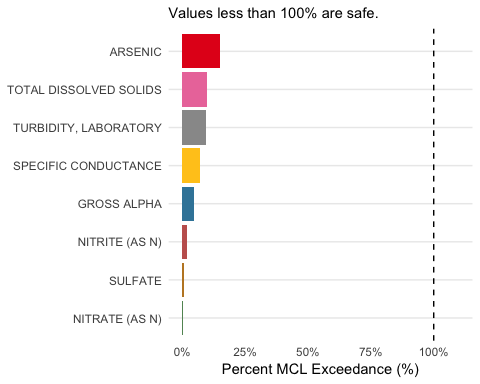 Values less than 100% are safe.
ARSENIC
TOTAL DISSOLVED SOLIDS
TURBIDITY, LABORATORY
SPECIFIC CONDUCTANCE
GROSS ALPHA
NITRITE (AS N)
SULFATE
NITRATE (AS N)
0% 25% 50% 75% 100%
Percent MCL Exceedance (%)